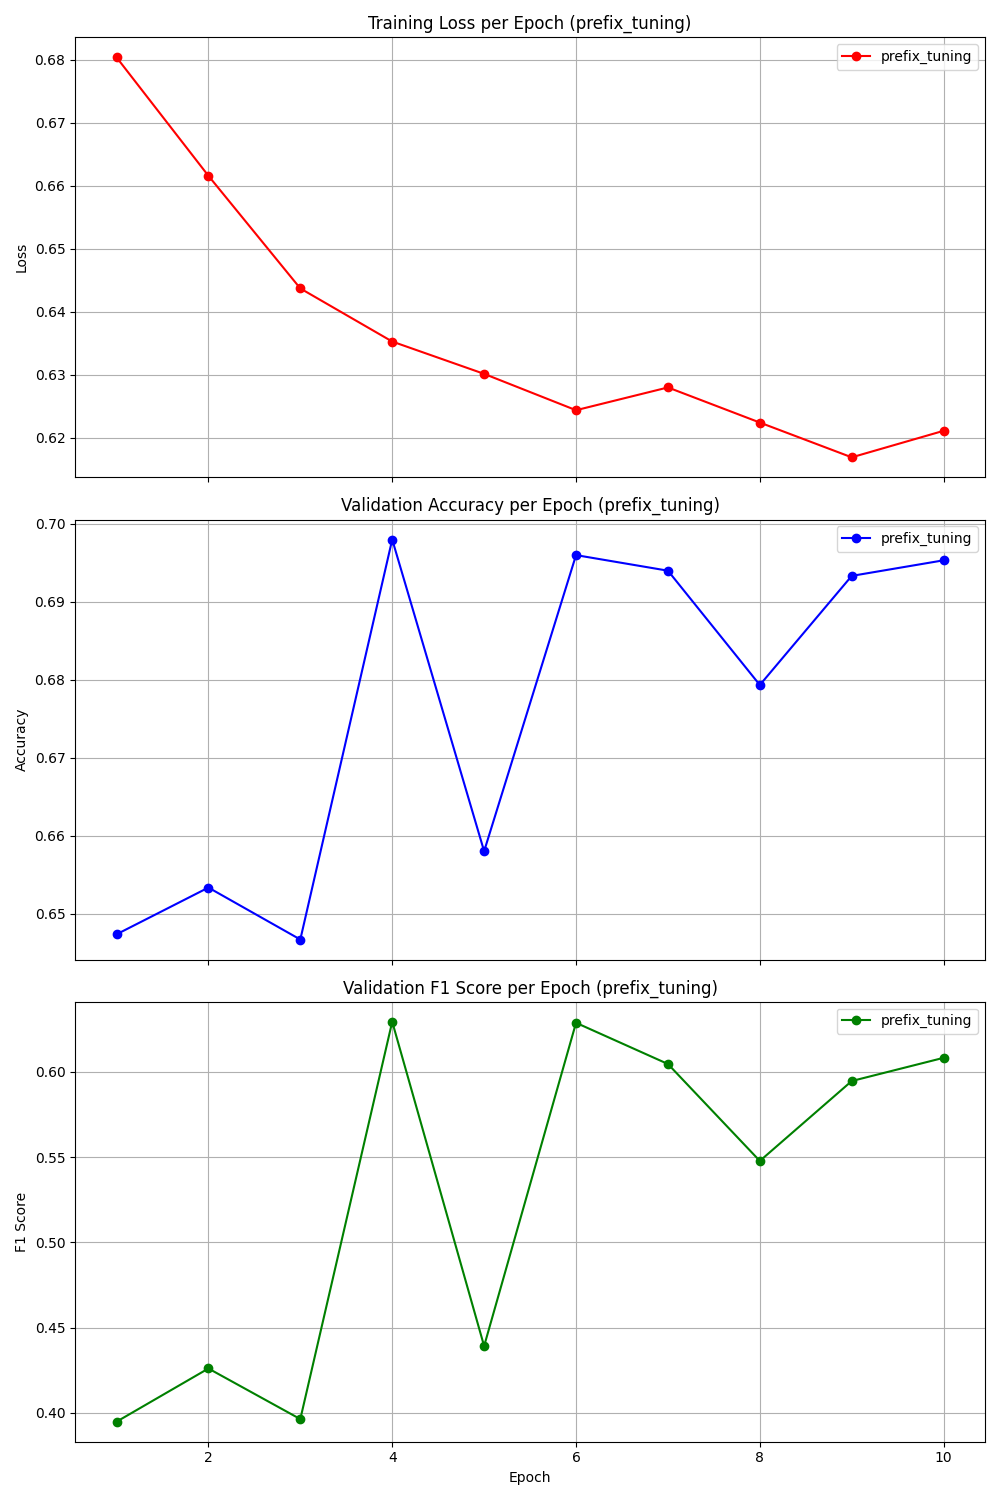 Training Loss per Epoch (prefix_tuning)
prefix_tuning
0.68
0.67
0.66
0.65
0.64
0.63
0.62
Loss
Validation Accuracy per Epoch (prefix_tuning)
prefix_tuning
0.70
0.69
0.68
0.67
0.66
0.65
Accuracy
Validation F1 Score per Epoch (prefix_tuning)
prefix_tuning
0.60
0.55
0.50
0.45
0.40
F1 Score
2 4 6 8 10
Epoch